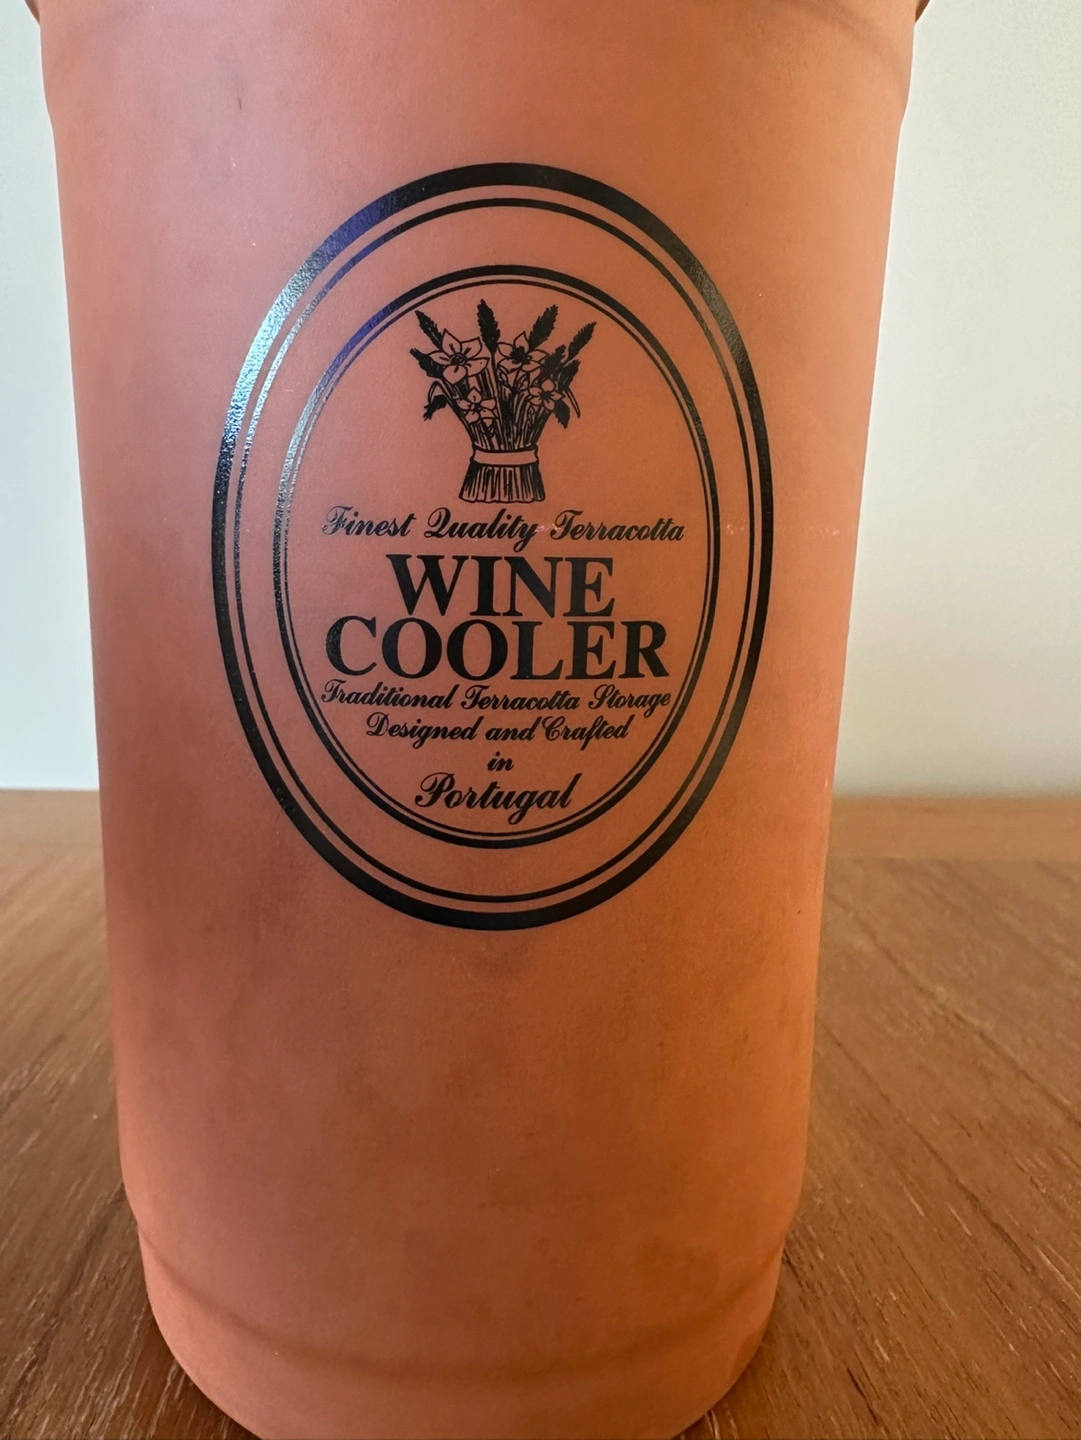 Finest Quality Terracotta
WINE
COOLER
Traditional Terracotta Storage
Designed and Crafted
in
Portugal